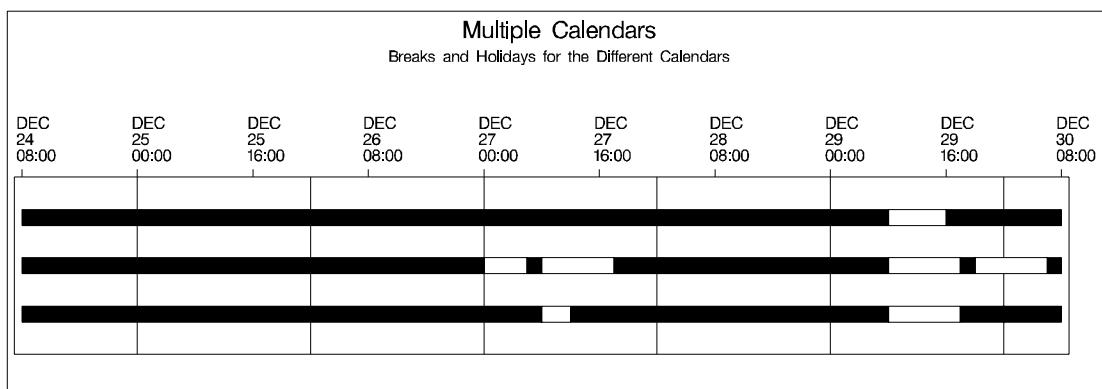 Multiple Calendars
Breaks and Holidays for the Different Calendars
DEC DEC DEC DEC DEC DEC DEC DEC DEC DEC
24 25 25 26 27 27 28 29 29 30
08:00 00:00 16:00 08:00 00:00 16:00 08:00 00:00 16:00 08:00